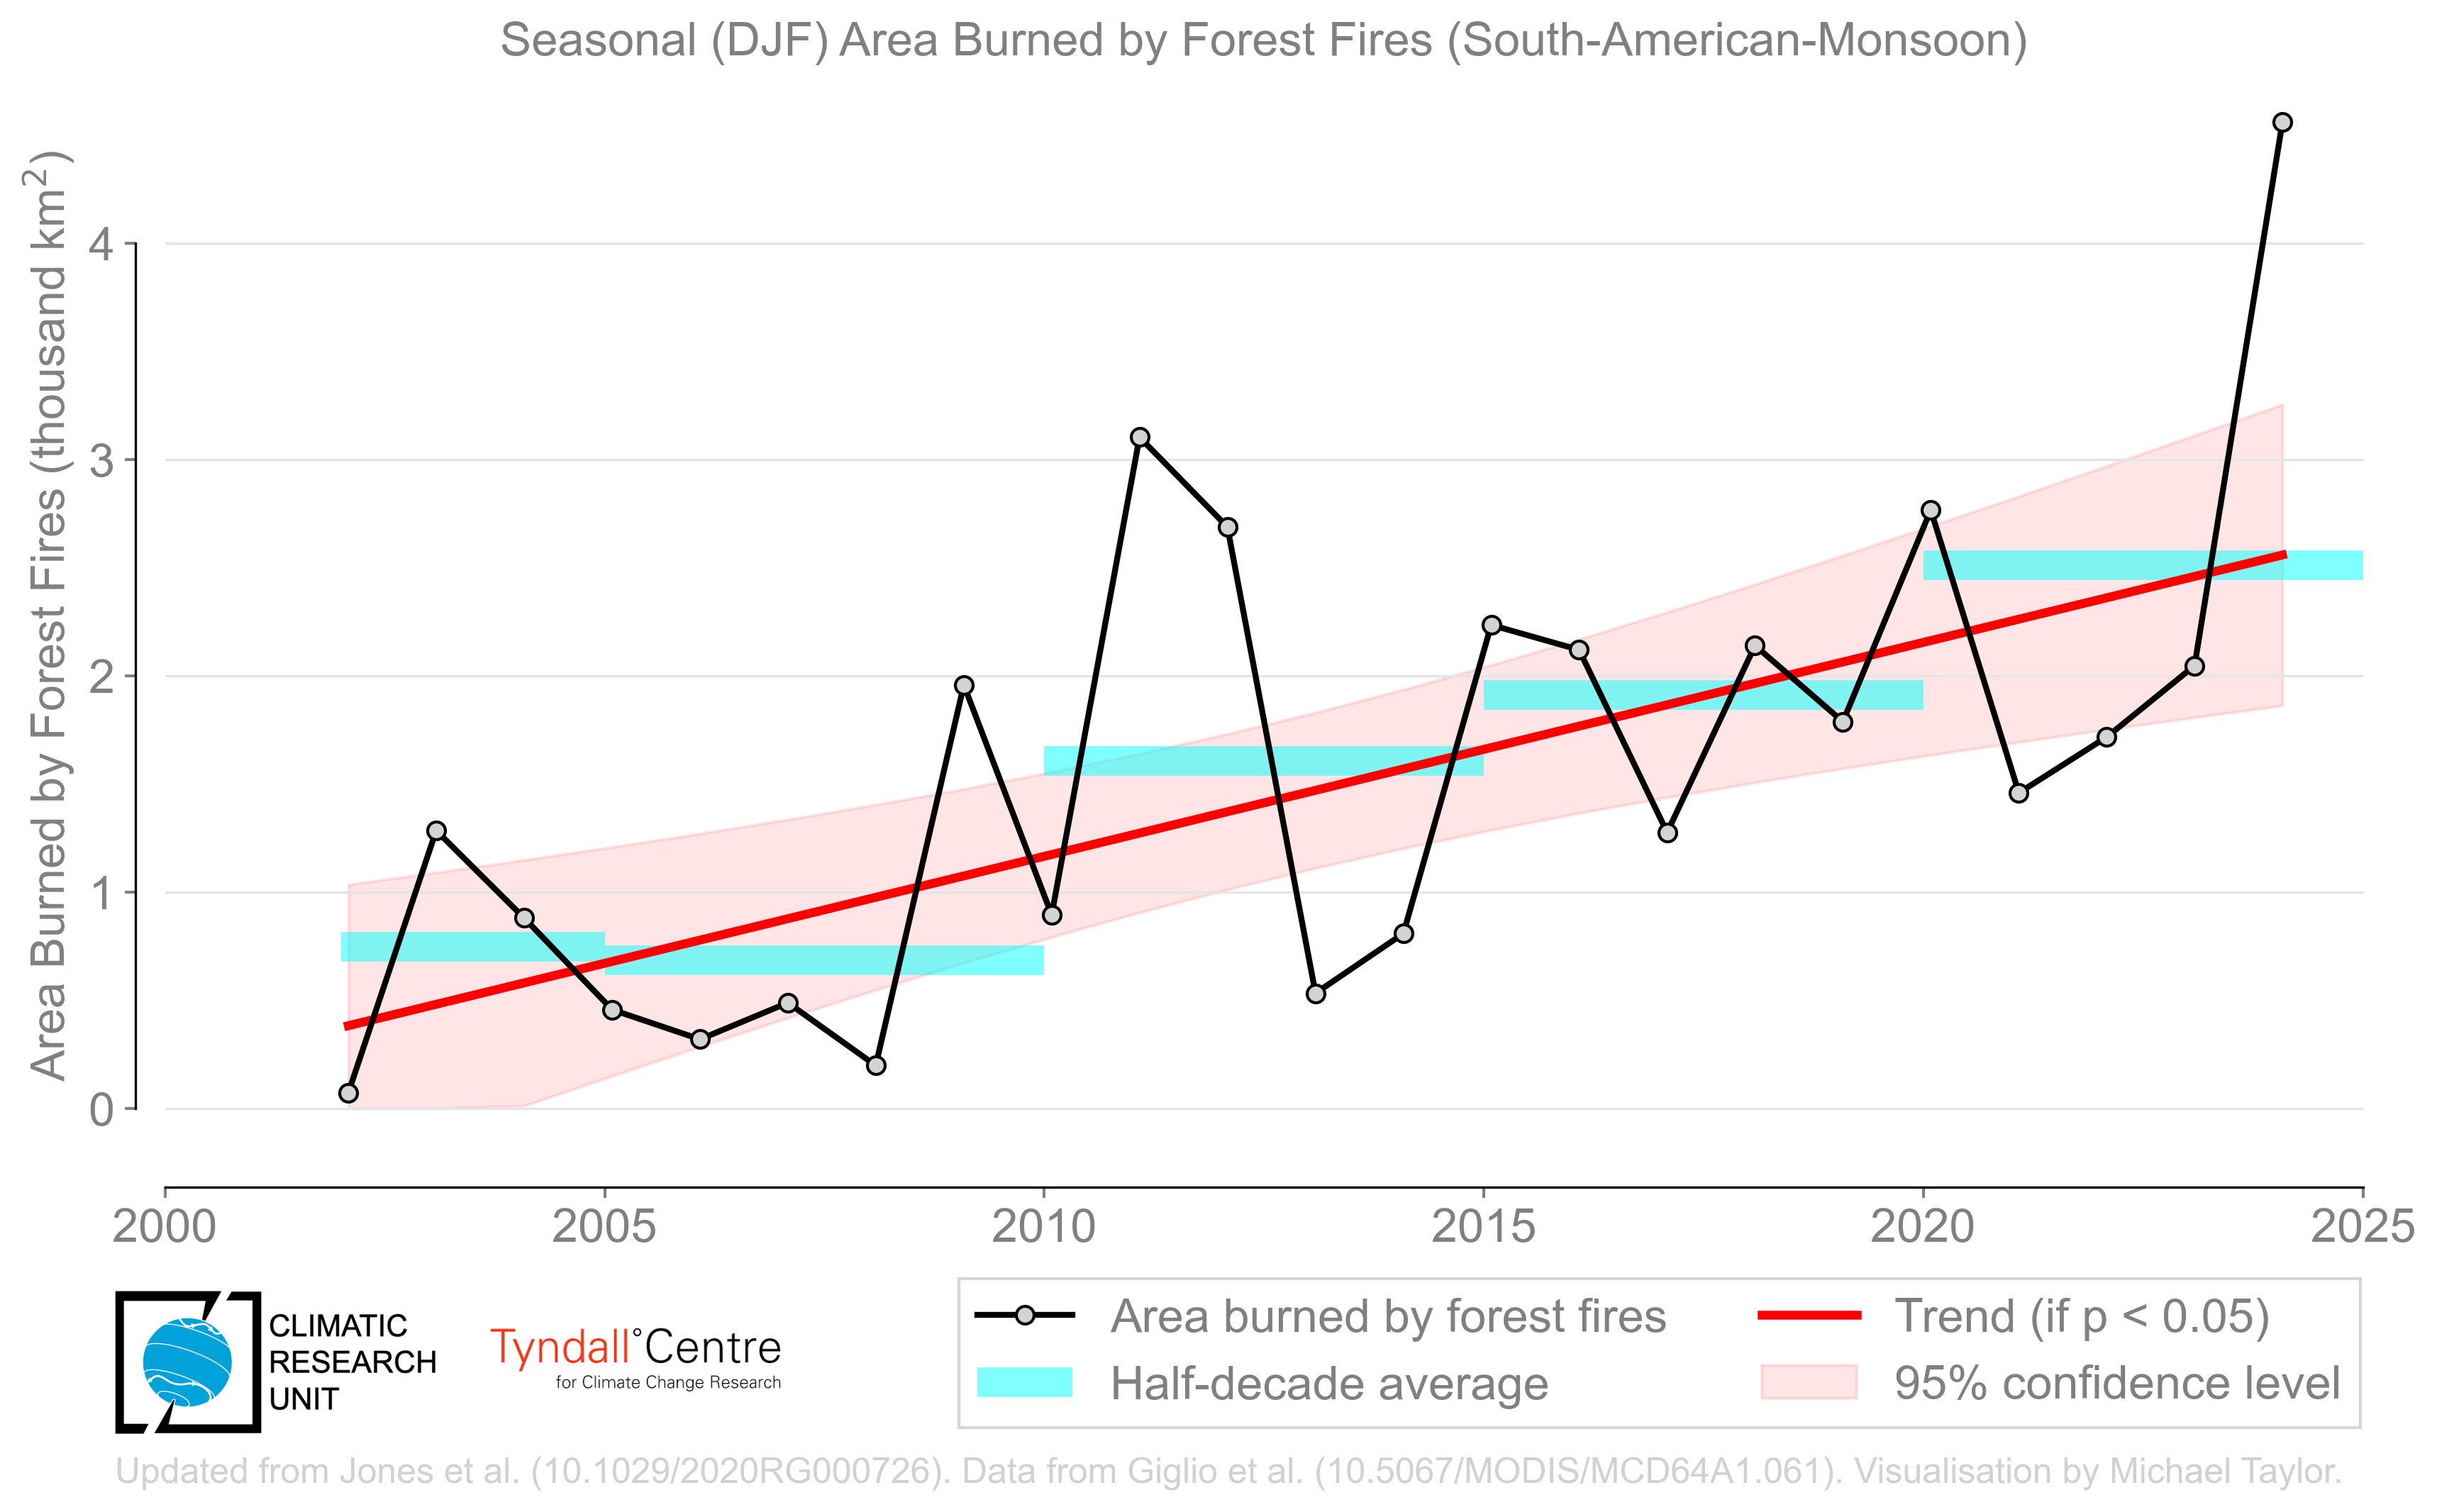 Seasonal (DJF) Area Burned by Forest Fires (South-American-Monsoon)
Area Burned by Forest Fires (thousand km²)
4
3
2
1
0
2000 2005 2010 2015 2020 2025
CLIMATIC
RESEARCH
UNIT
Tyndall°Centre
for Climate Change Research
Area burned by forest fires
Half-decade average
Trend (if p < 0.05)
95% confidence level
Updated from Jones et al. (10.1029/2020RG000726). Data from Giglio et al. (10.5067/MODIS/MCD64A1.061). Visualisation by Michael Taylor.